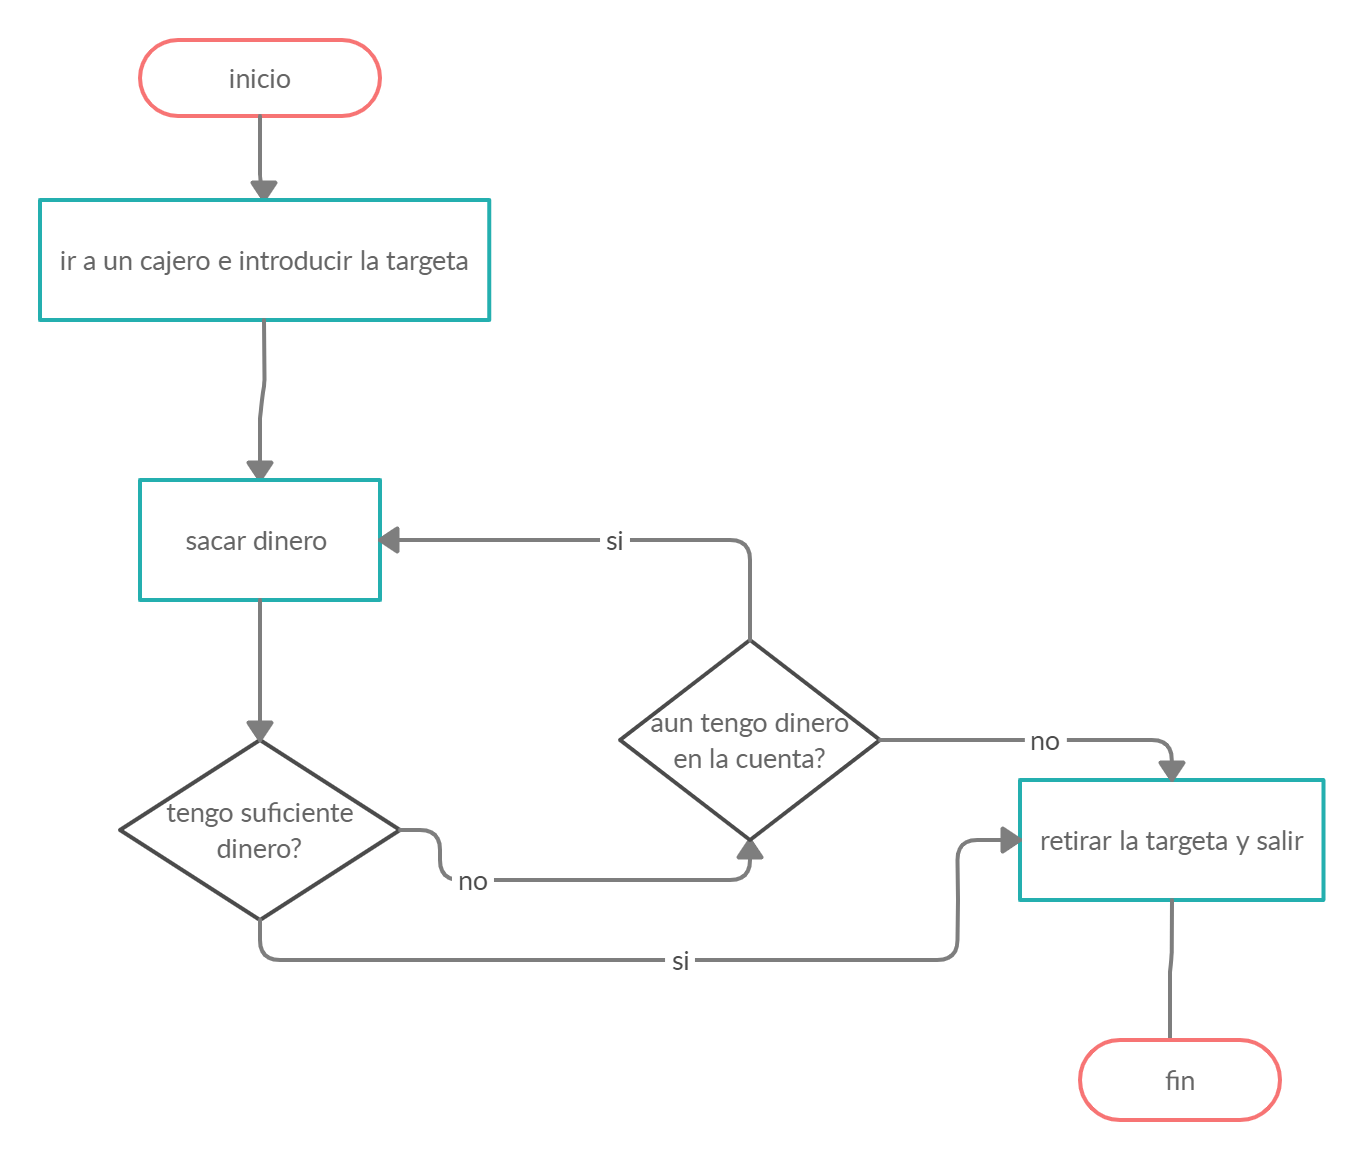 inicio
ir a un cajero e introducir la targeta
sacar dinero
si
aun tengo dinero
en la cuenta?
no
tengo suficiente
dinero?
retirar la targeta y salir
no
si
fin